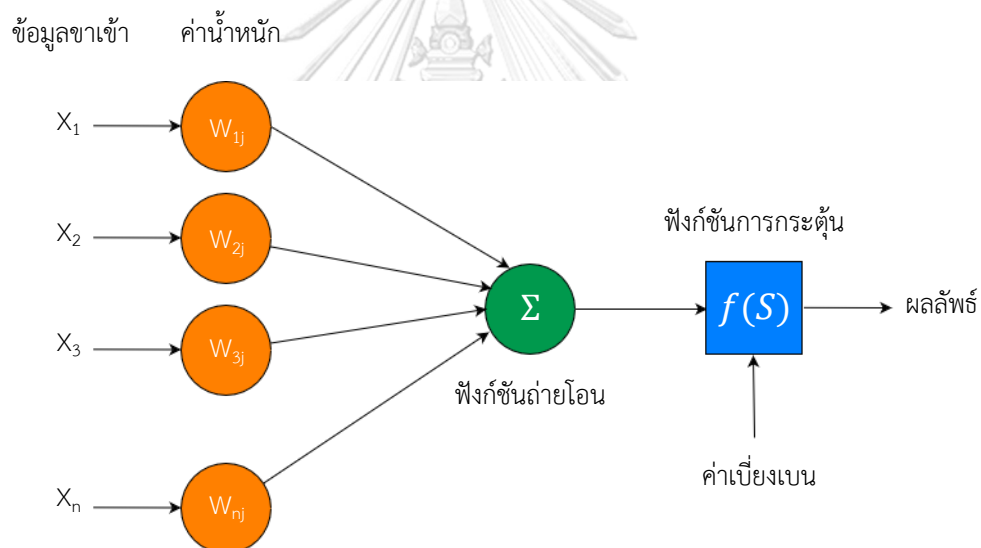 ข้อมูลขาเข้า ค่าน้ำหนัก
X1 W1j
X2 W2j
ฟังก์ชันการกระตุ้น
Σ f(S) ผลลัพธ์
X3 W3j
ฟังก์ชันถ่ายโอน
ค่าเบี่ยงเบน
Xn Wnj